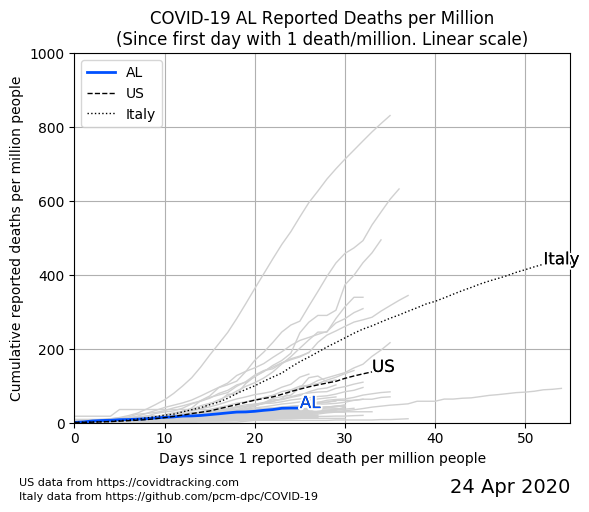 COVID-19 AL Reported Deaths per Million
(Since first day with 1 death/million. Linear scale)
Cumulative reported deaths per million people
1000
800
600
400
200
0
AL
US
Italy
Italy
US
AL
0 10 20 30 40 50
Days since 1 reported death per million people
US data from https://covidtracking.com
Italy data from https://github.com/pcm-dpc/COVID-19
24 Apr 2020